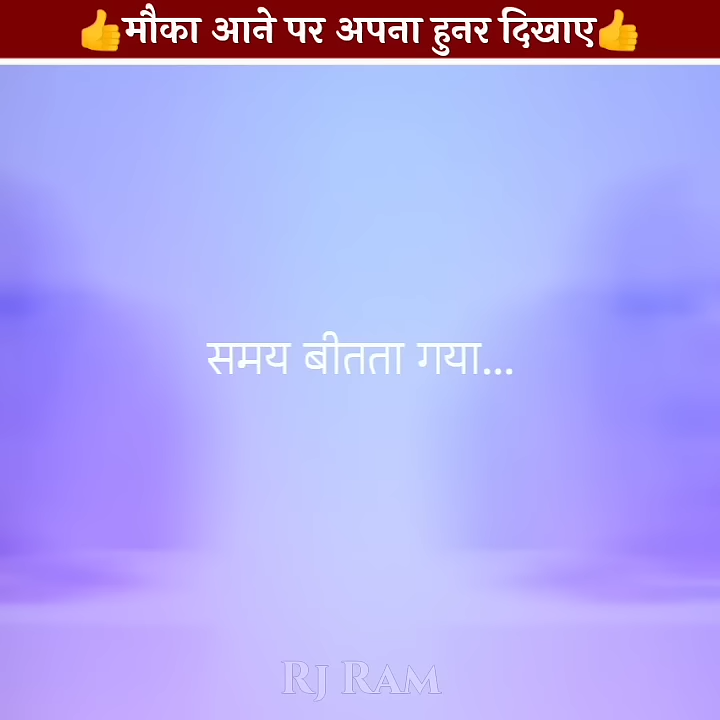 👍मौका आने पर अपना हुनर दिखाए👍
समय बीतता गया...
RJ RAM